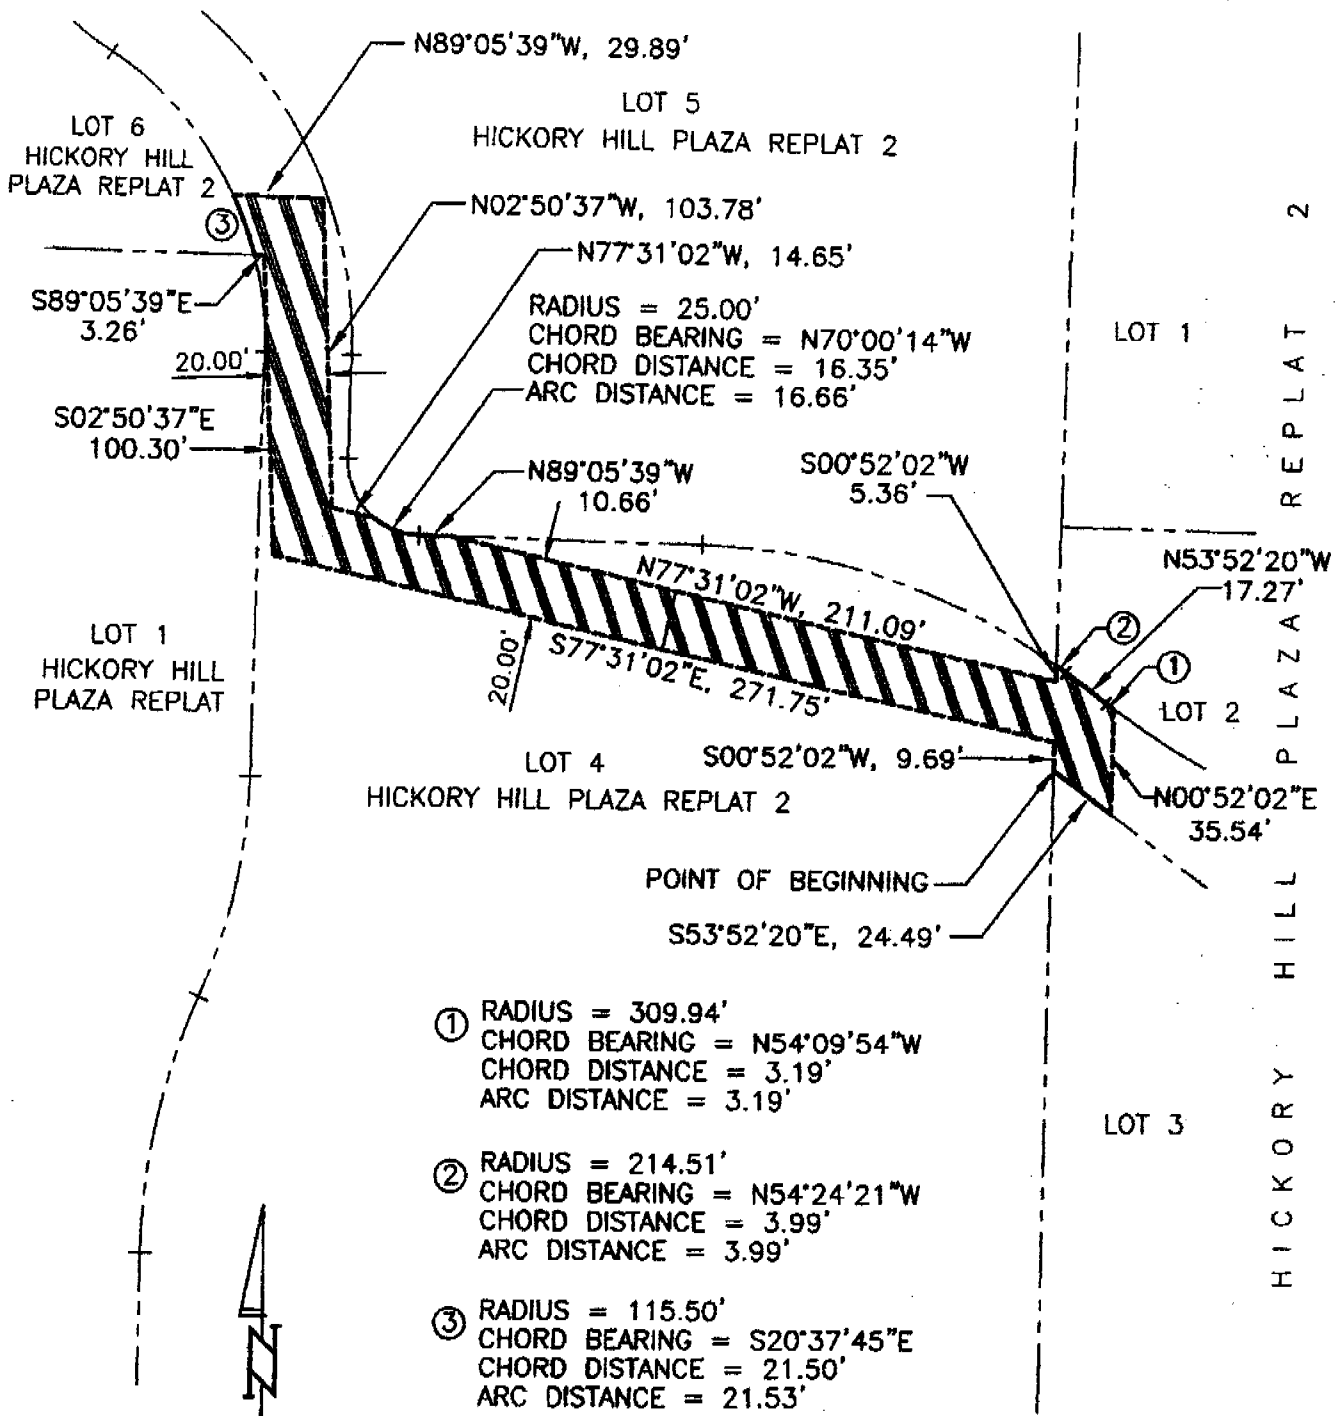 N89°05'39"W, 29.89'
LOT 5
HICKORY HILL PLAZA REPLAT 2
LOT 6
HICKORY HILL
PLAZA REPLAT 2
③
N02°50'37"W, 103.78'
N77°31'02"W, 14.65'
S89°05'39"E
3.26'
RADIUS = 25.00'
CHORD BEARING = N70°00'14"W
CHORD DISTANCE = 16.35'
ARC DISTANCE = 16.66'
LOT 1
20.00'
S02°50'37"E
100.30'
N89°05'39"W
10.66'
S00°52'02"W
5.36'
N53°52'20"W
17.27'
N77°31'02"W, 211.09'
②
①
LOT 1
HICKORY HILL
PLAZA REPLAT
20.00'
S77°31'02"E, 271.75'
LOT 2
S00°52'02"W, 9.69'
LOT 4
HICKORY HILL PLAZA REPLAT 2
N00°52'02"E
35.54'
POINT OF BEGINNING
S53°52'20"E, 24.49'
① RADIUS = 309.94'
CHORD BEARING = N54°09'54"W
CHORD DISTANCE = 3.19'
ARC DISTANCE = 3.19'
LOT 3
② RADIUS = 214.51'
CHORD BEARING = N54°24'21"W
CHORD DISTANCE = 3.99'
ARC DISTANCE = 3.99'
③ RADIUS = 115.50'
CHORD BEARING = S20°37'45"E
CHORD DISTANCE = 21.50'
ARC DISTANCE = 21.53'
HICKORY HILL PLAZA REPLAT 2
N